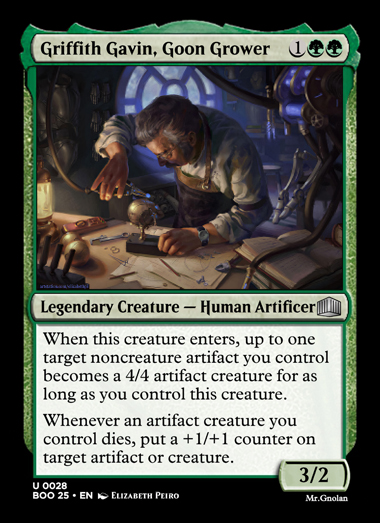 Griffith Gavin, Goon Grower 1
Legendary Creature — Human Artificer
When this creature enters, up to one
target noncreature artifact you control
becomes a 4/4 artifact creature for as
long as you control this creature.
Whenever an artifact creature you
control dies, put a +1/+1 counter on
target artifact or creature.
3/2
U 0028
BOO 25 • EN Elizabeth Peiro
Mr.Gnolan